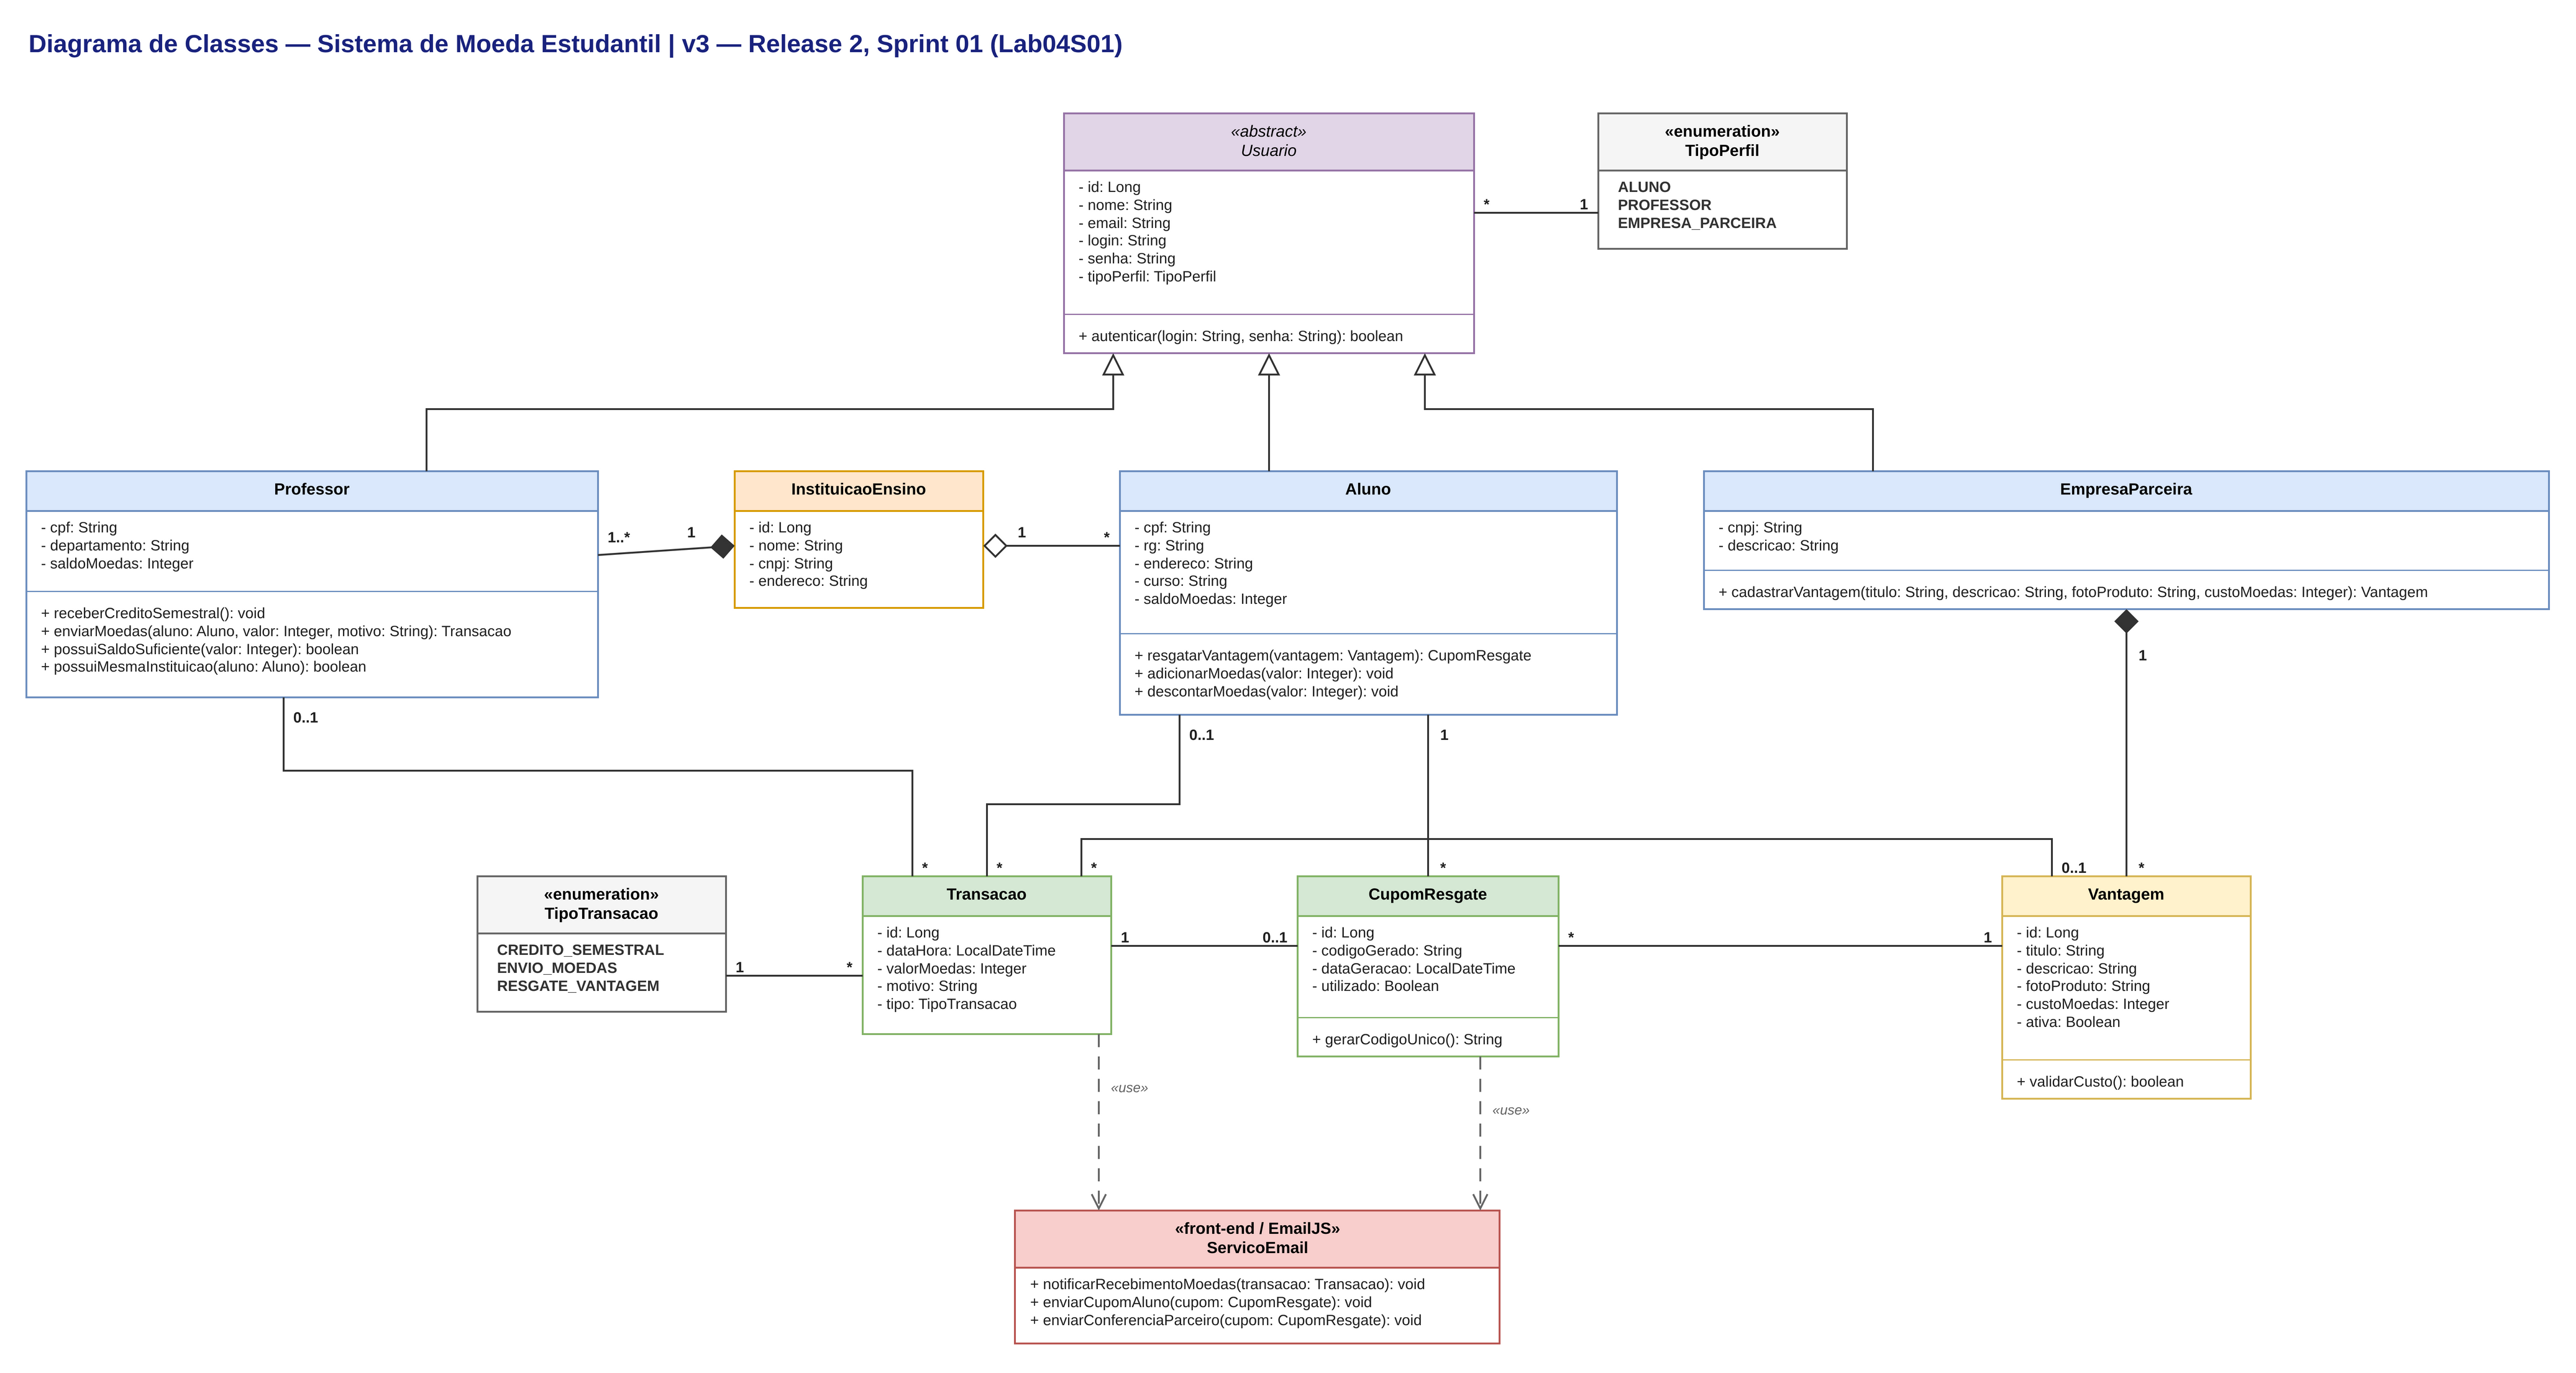 Diagrama de Classes — Sistema de Moeda Estudantil | v3 — Release 2, Sprint 01 (Lab04S01)
«abstract»
Usuario
- id: Long
- nome: String
- email: String
- login: String
- senha: String
- tipoPerfil: TipoPerfil
+ autenticar(login: String, senha: String): boolean
*
1
«enumeration»
TipoPerfil
ALUNO
PROFESSOR
EMPRESA_PARCEIRA
Professor
- cpf: String
- departamento: String
- saldoMoedas: Integer
+ receberCreditoSemestral(): void
+ enviarMoedas(aluno: Aluno, valor: Integer, motivo: String): Transacao
+ possuiSaldoSuficiente(valor: Integer): boolean
+ possuiMesmaInstituicao(aluno: Aluno): boolean
1..*
1
InstituicaoEnsino
- id: Long
- nome: String
- cnpj: String
- endereco: String
1
*
Aluno
- cpf: String
- rg: String
- endereco: String
- curso: String
- saldoMoedas: Integer
+ resgatarVantagem(vantagem: Vantagem): CupomResgate
+ adicionarMoedas(valor: Integer): void
+ descontarMoedas(valor: Integer): void
EmpresaParceira
- cnpj: String
- descricao: String
+ cadastrarVantagem(titulo: String, descricao: String, fotoProduto: String, custoMoedas: Integer): Vantagem
1
0..1
0..1
1
*
*
*
*
0..1
*
«enumeration»
TipoTransacao
CREDITO_SEMESTRAL
ENVIO_MOEDAS
RESGATE_VANTAGEM
1
*
Transacao
- id: Long
- dataHora: LocalDateTime
- valorMoedas: Integer
- motivo: String
- tipo: TipoTransacao
1
0..1
CupomResgate
- id: Long
- codigoGerado: String
- dataGeracao: LocalDateTime
- utilizado: Boolean
+ gerarCodigoUnico(): String
*
1
Vantagem
- id: Long
- titulo: String
- descricao: String
- fotoProduto: String
- custoMoedas: Integer
- ativa: Boolean
+ validarCusto(): boolean
«use»
«use»
«front-end / EmailJS»
ServicoEmail
+ notificarRecebimentoMoedas(transacao: Transacao): void
+ enviarCupomAluno(cupom: CupomResgate): void
+ enviarConferenciaParceiro(cupom: CupomResgate): void